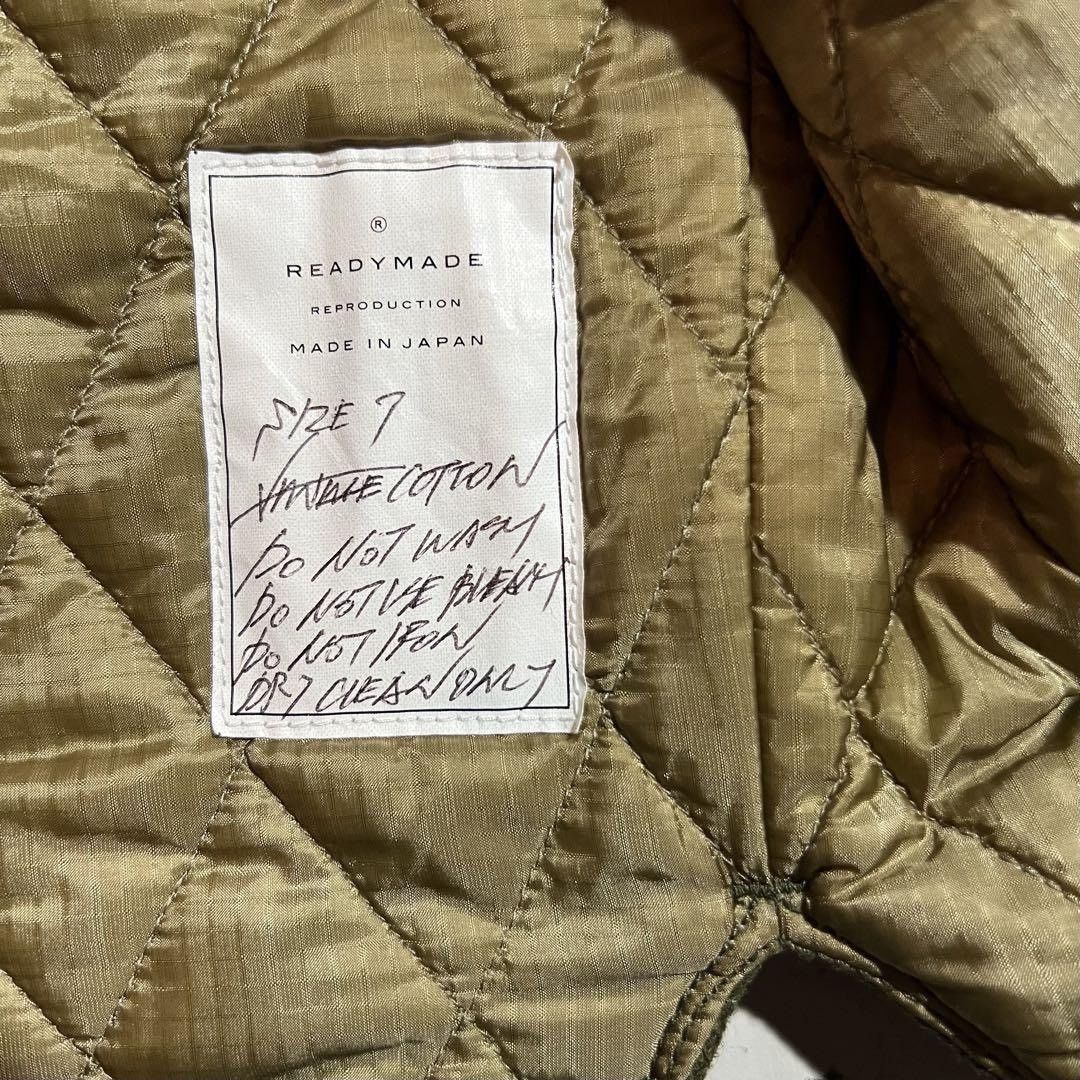 ®
READYMADE
REPRODUCTION
MADE IN JAPAN
SIZE 7
VINTAGE COTTON
DO NOT WASH
DO NOT USE BLEACH
DO NOT IRON
DRY CLEAN ONLY